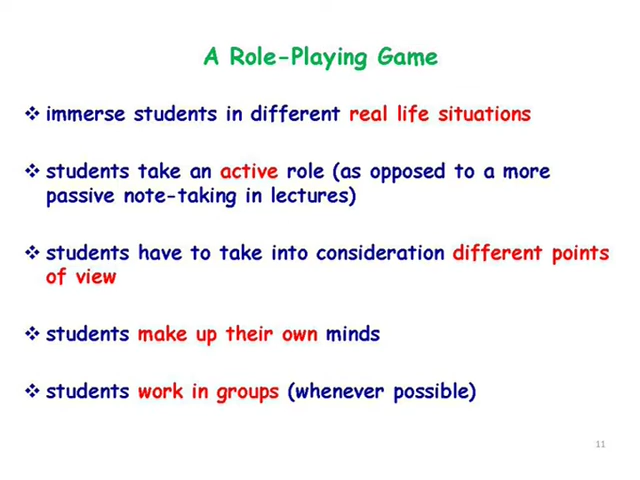 A Role-Playing Game
❖ immerse students in different real life situations
❖ students take an active role (as opposed to a more
passive note-taking in lectures)
❖ students have to take into consideration different points
of view
❖ students make up their own minds
❖ students work in groups (whenever possible)
11